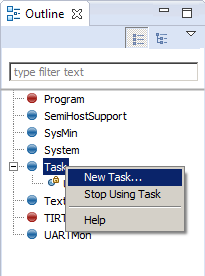 Outline
type filter text
Program
SemiHostSupport
SysMin
System
Task
New Task...
Stop Using Task
Text
Help
TIRT
UARTMon